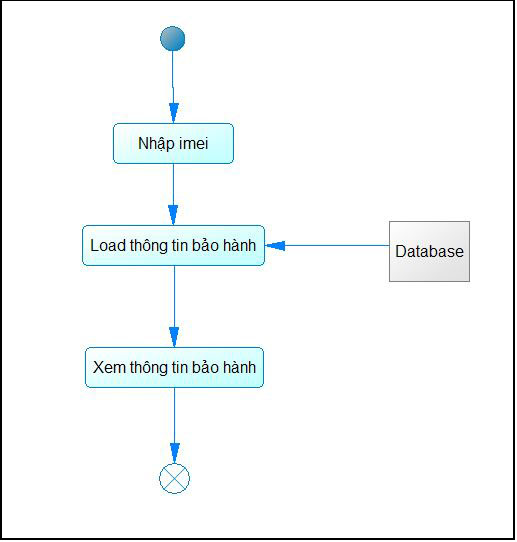 Nhập imei
Load thông tin bảo hành
Database
Xem thông tin bảo hành